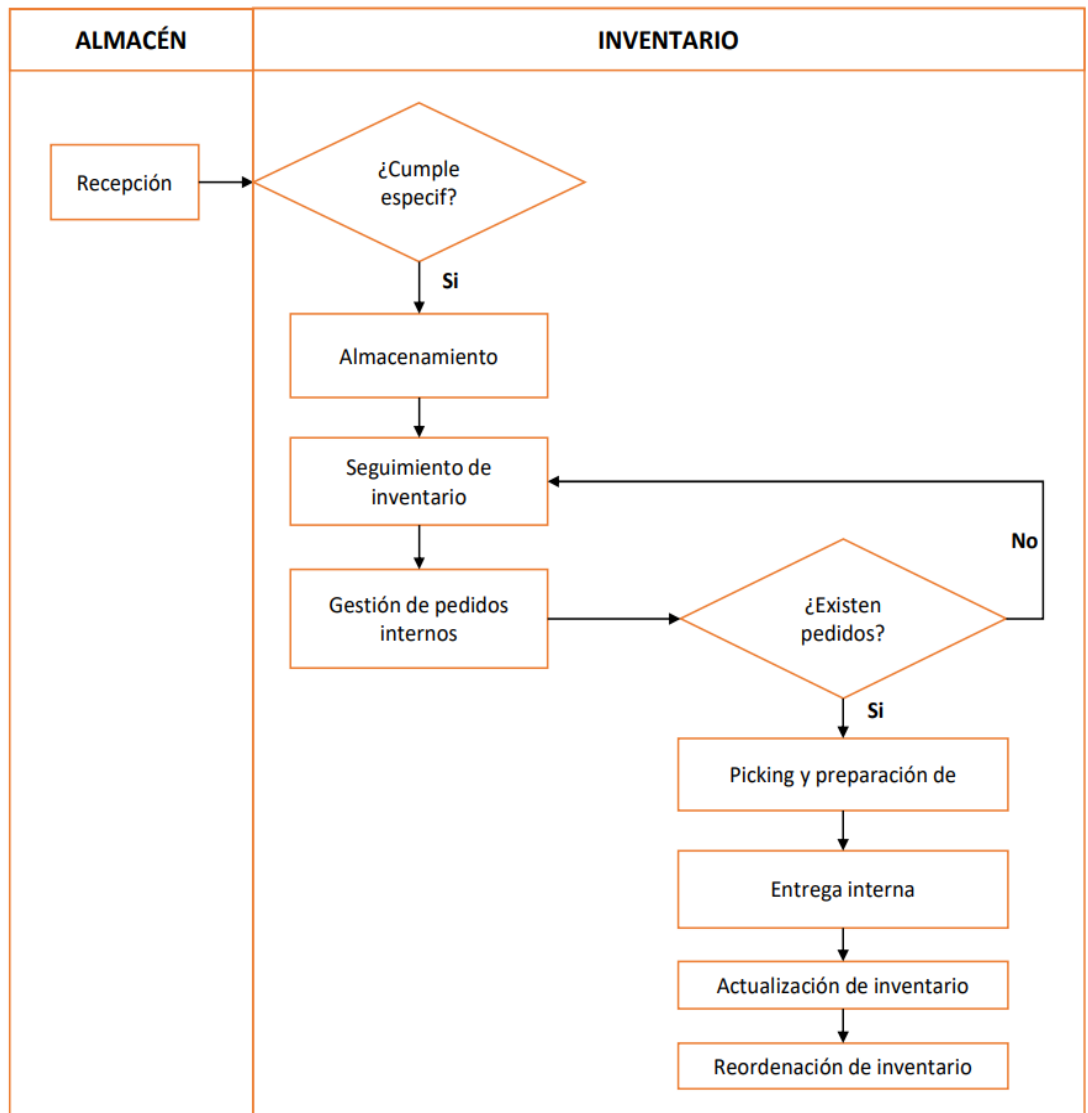 ALMACÉN
INVENTARIO
Recepción
¿Cumple
especif?
Si
Almacenamiento
Seguimiento de
inventario
Gestión de pedidos
internos
¿Existen
pedidos?
No
Si
Picking y preparación de
Entrega interna
Actualización de inventario
Reordenación de inventario